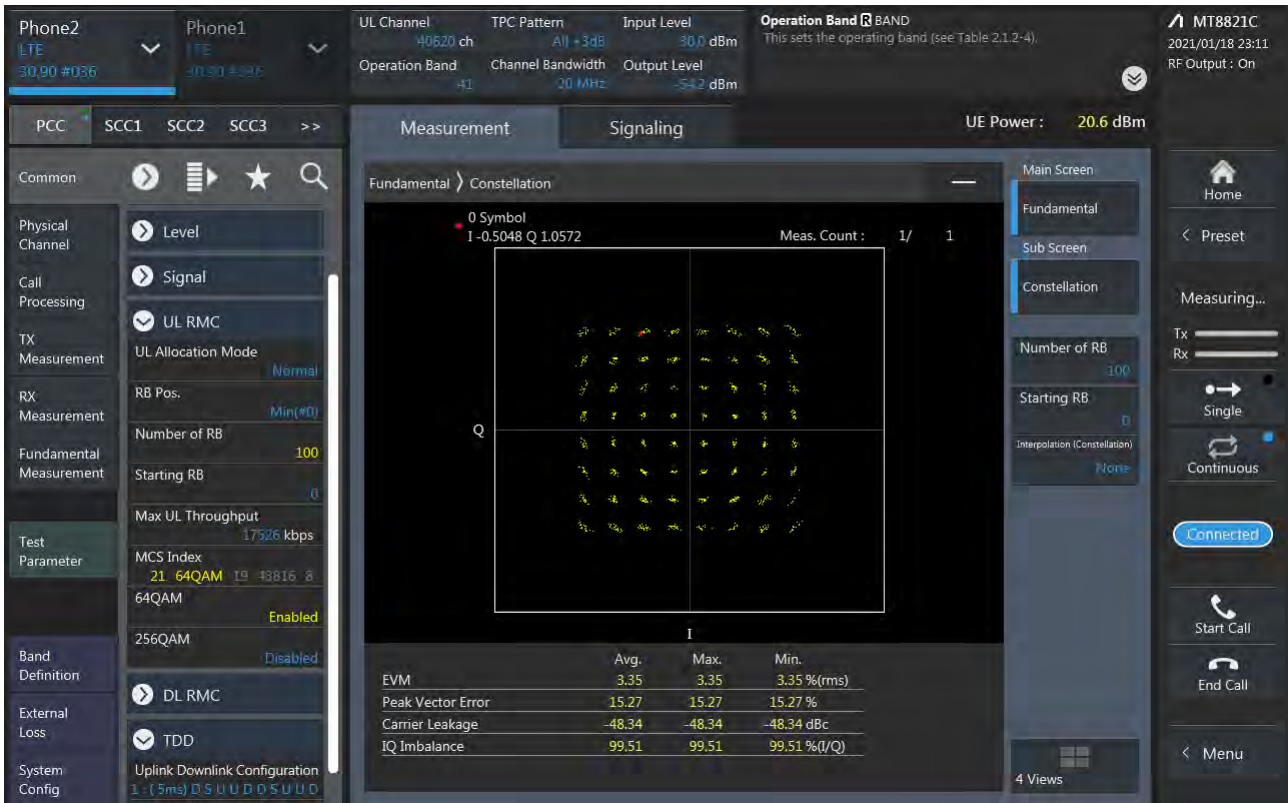 Phone2
LTE
30.90 #036
Phone1
LTE
30.90 #036
UL Channel
40620 ch
TPC Pattern
All +3dB
Input Level
30.0 dBm
Operation Band
41
Channel Bandwidth
20 MHz
Output Level
-54.2 dBm
Operation Band R BAND
This sets the operating band (see Table 2.1.2-4).
MT8821C
2021/01/18 23:11
RF Output : On
PCC SCC1 SCC2 SCC3 >>
Measurement
Signaling
UE Power : 20.6 dBm
Common
Physical
Channel
Call
Processing
TX
Measurement
RX
Measurement
Fundamental
Measurement
Test
Parameter
Band
Definition
External
Loss
System
Config
Level
Signal
UL RMC
UL Allocation Mode
Normal
RB Pos.
Min(#0)
Number of RB
100
Starting RB
0
Max UL Throughput
17526 kbps
MCS Index
21 64QAM 19 43816 8
64QAM
Enabled
256QAM
Disabled
DL RMC
TDD
Uplink Downlink Configuration
1 : ( 5ms) D S U U D D S U U D
Fundamental ⟩ Constellation
0 Symbol
I -0.5048 Q 1.0572
Meas. Count : 1/ 1
Q
I
Avg. Max. Min.
EVM 3.35 3.35 3.35 %(rms)
Peak Vector Error 15.27 15.27 15.27 %
Carrier Leakage -48.34 -48.34 -48.34 dBc
IQ Imbalance 99.51 99.51 99.51 %(I/Q)
Main Screen
Fundamental
Sub Screen
Constellation
Number of RB
100
Starting RB
0
Interpolation (Constellation)
None
4 Views
Home
< Preset
Measuring...
Tx
Rx
Single
Continuous
Connected
Start Call
End Call
< Menu